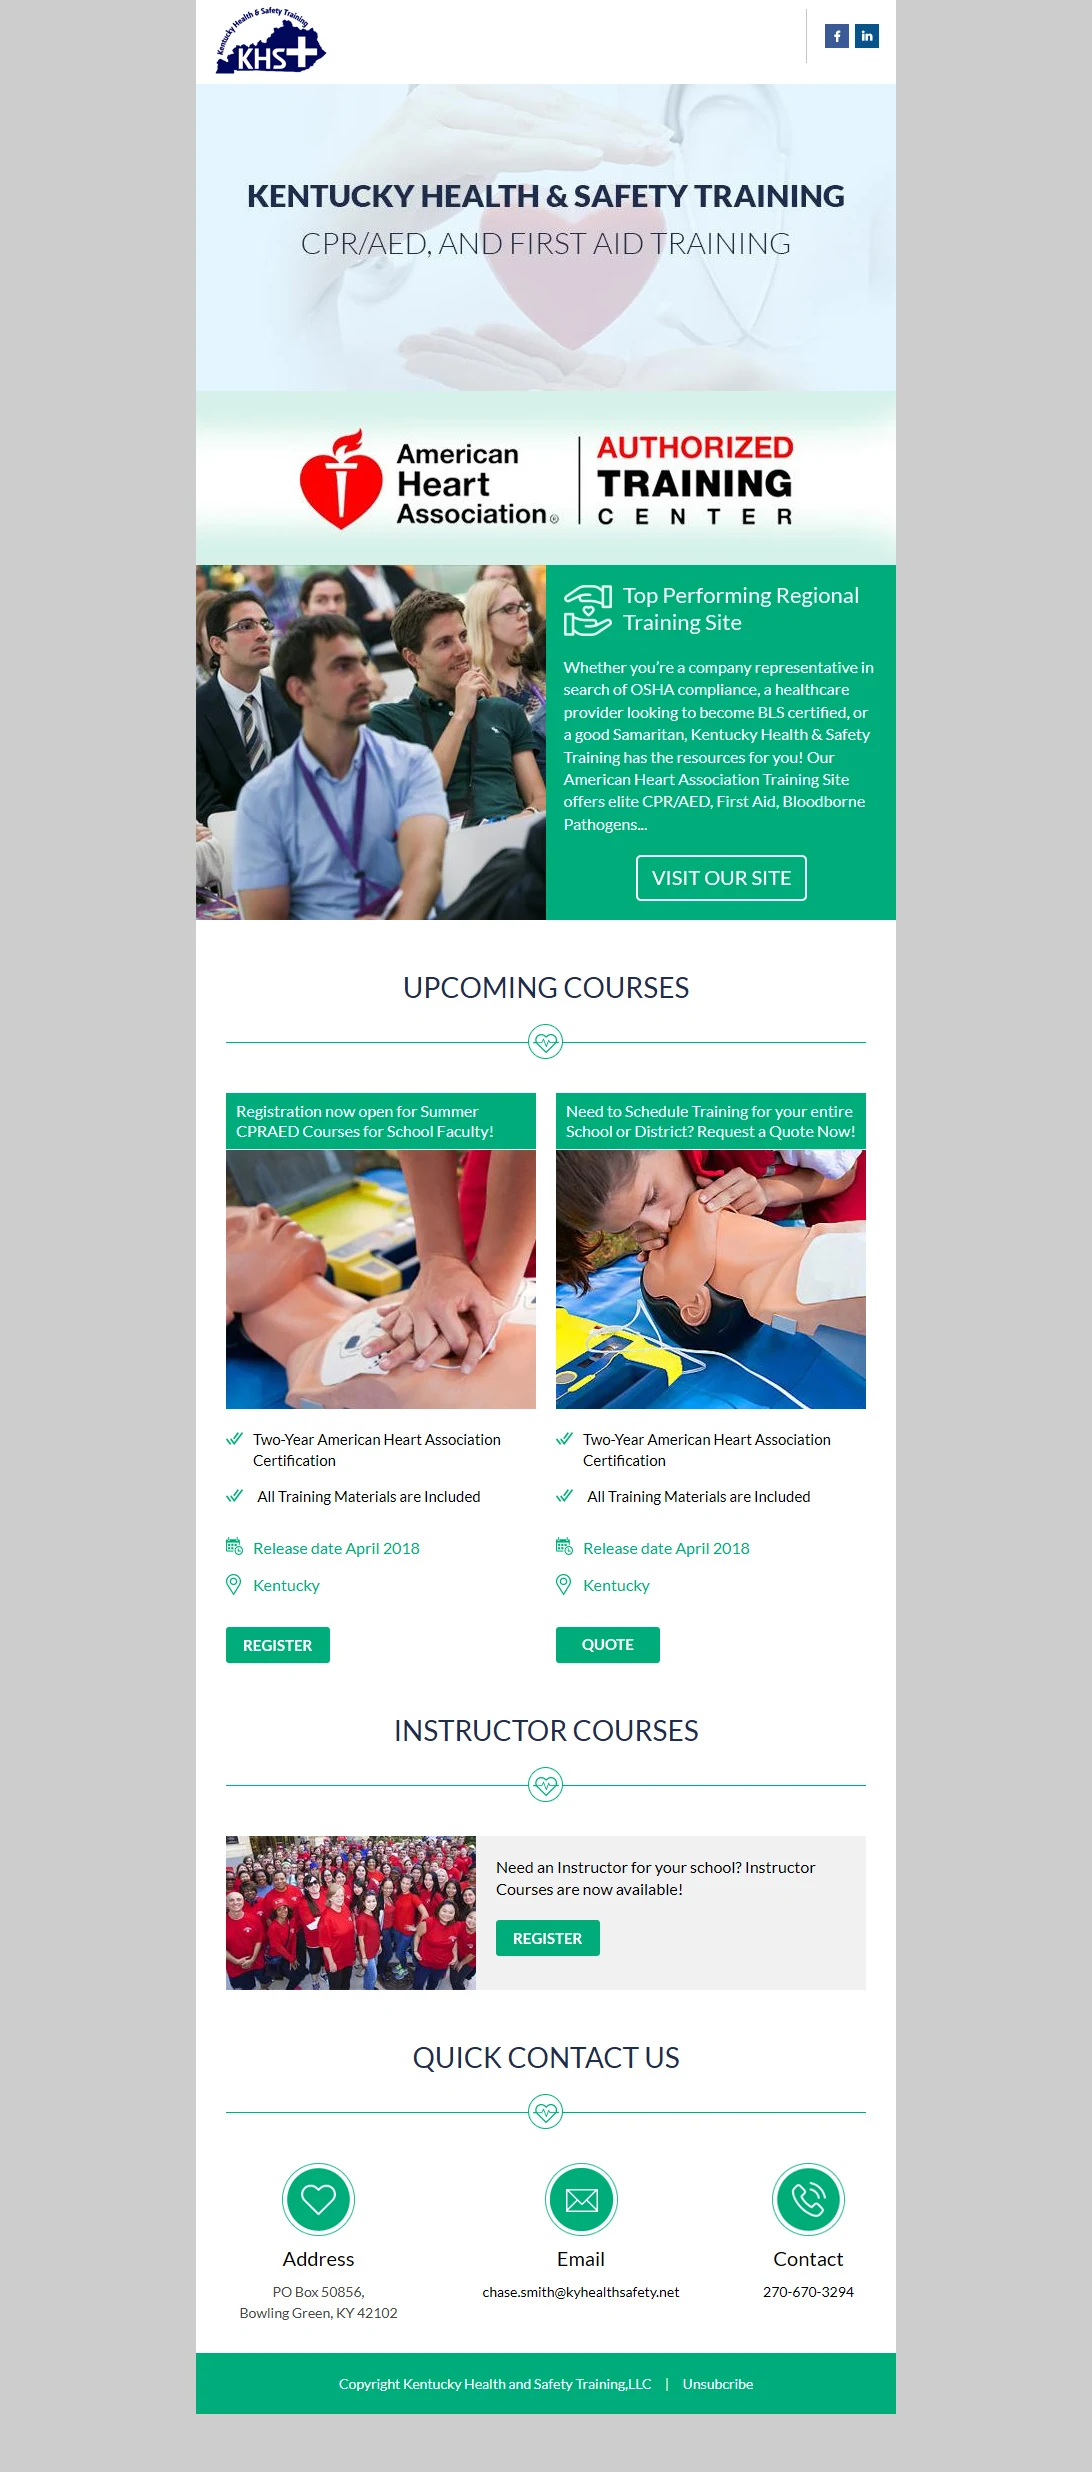 Kentucky Health & Safety Training
KHS
KENTUCKY HEALTH & SAFETY TRAINING
CPR/AED, AND FIRST AID TRAINING
American
Heart
Association®
AUTHORIZED
TRAINING
CENTER
Top Performing Regional
Training Site
Whether you’re a company representative in
search of OSHA compliance, a healthcare
provider looking to become BLS certified, or
a good Samaritan, Kentucky Health & Safety
Training has the resources for you! Our
American Heart Association Training Site
offers elite CPR/AED, First Aid, Bloodborne
Pathogens...
VISIT OUR SITE
UPCOMING COURSES
Registration now open for Summer
CPRAED Courses for School Faculty!
Two-Year American Heart Association
Certification
All Training Materials are Included
Release date April 2018
Kentucky
REGISTER
Need to Schedule Training for your entire
School or District? Request a Quote Now!
Two-Year American Heart Association
Certification
All Training Materials are Included
Release date April 2018
Kentucky
QUOTE
INSTRUCTOR COURSES
Need an Instructor for your school? Instructor
Courses are now available!
REGISTER
QUICK CONTACT US
Address
PO Box 50856,
Bowling Green, KY 42102
Email
chase.smith@kyhealthsafety.net
Contact
270-670-3294
Copyright Kentucky Health and Safety Training,LLC | Unsubcribe